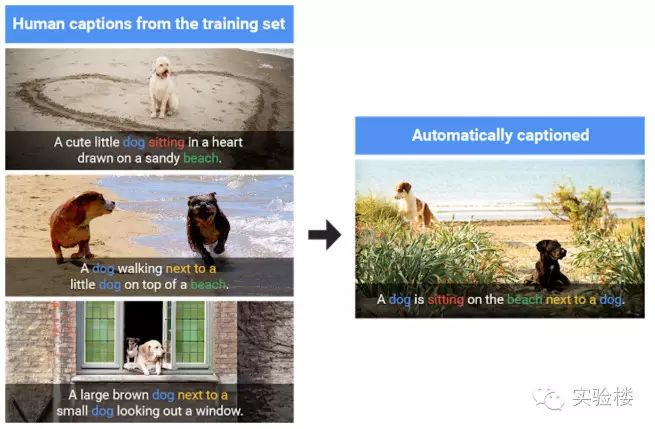 Human captions from the training set
A cute little dog sitting in a heart
drawn on a sandy beach.
A dog walking next to a
little dog on top of a beach.
A large brown dog next to a
small dog looking out a window.
Automatically captioned
A dog is sitting on the beach next to a dog.
实验楼